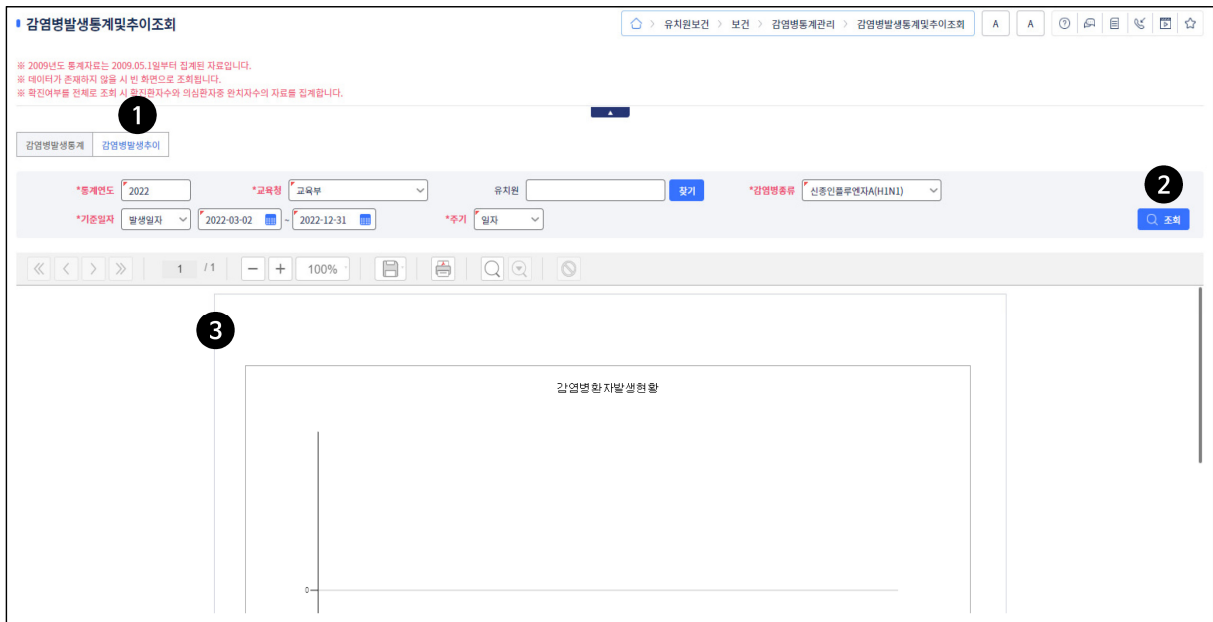 감염병발생통계및추이조회
유치원보건 > 보건 > 감염병통계관리 > 감염병발생통계및추이조회
A A
※ 2009년도 통계자료는 2009.05.1일부터 집계된 자료입니다.
※ 데이터가 존재하지 않을 시 빈 화면으로 조회됩니다.
※ 확진여부를 전체로 조회 시 확진환자수와 의심환자중 완치자수의 자료를 집계합니다.
1
감염병발생통계 감염병발생추이
2
*통계연도 2022 *교육청 교육부 유치원 찾기 *감염병종류 신종인플루엔자A(H1N1)
*기준일자 발생일자 2022-03-02 ~ 2022-12-31 *주기 일자 조회
1 / 1 100%
3
감염병환자발생현황
0